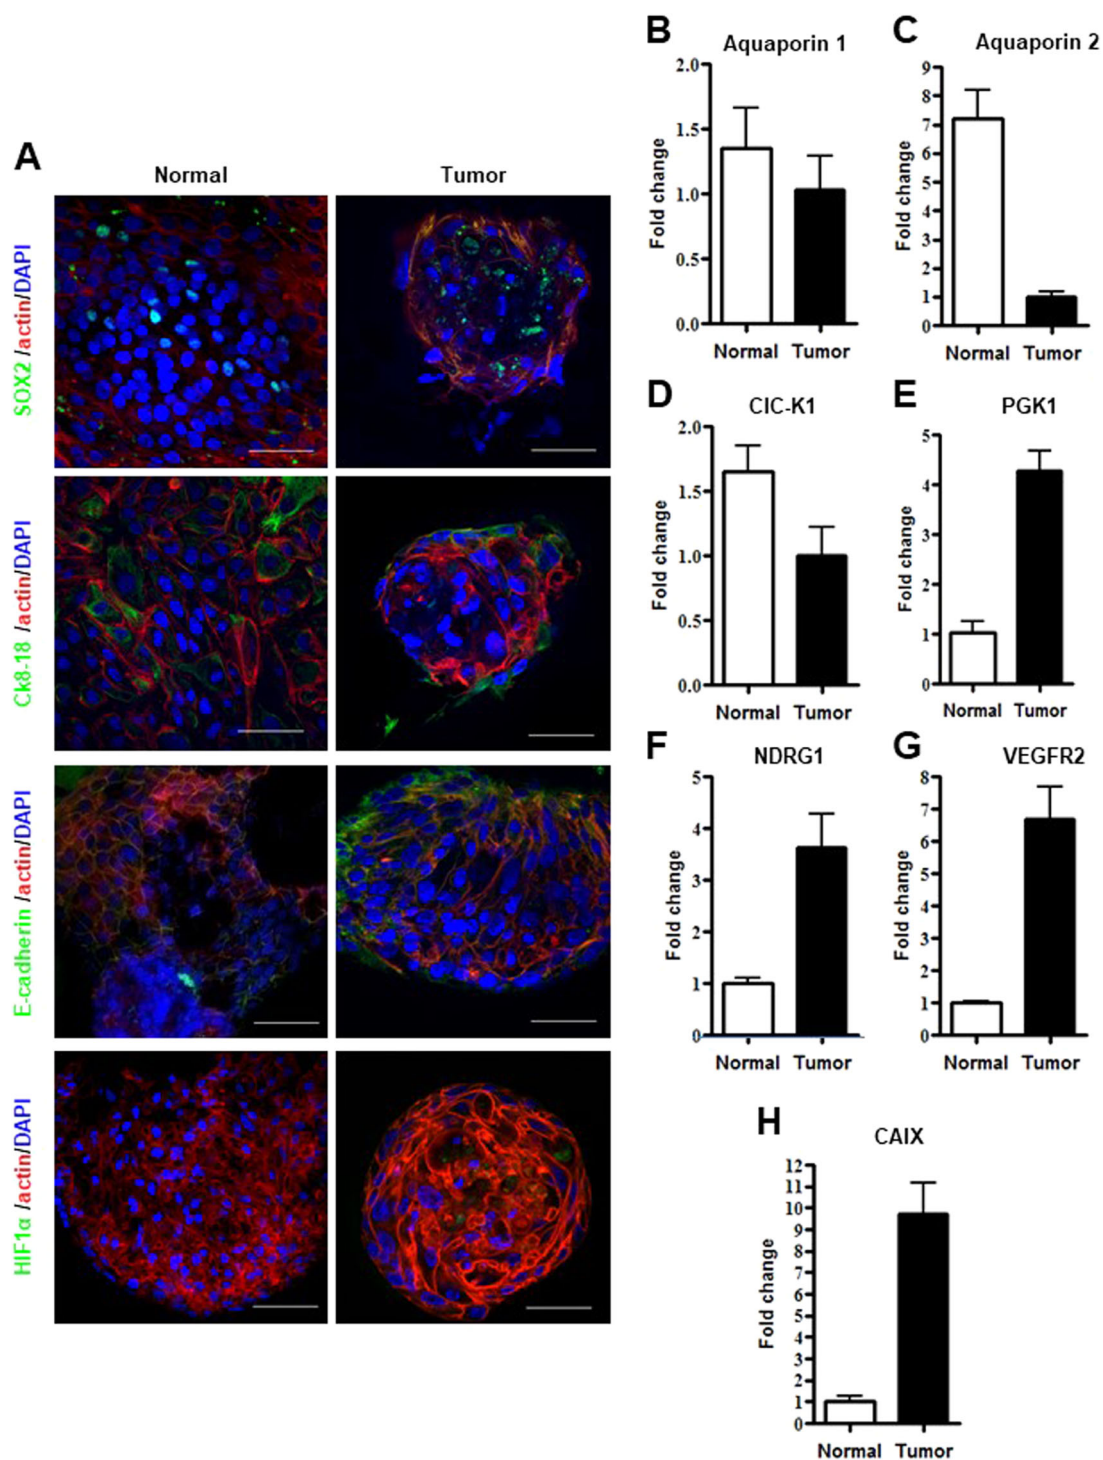 A
Normal Tumor
SOX2 /actin/DAPI
Ck8-18 /actin/DAPI
E-cadherin /actin/DAPI
HIF1α /actin/DAPI
B
Aquaporin 1
Fold change
2.0
1.5
1.0
0.5
0.0
Normal Tumor
C
Aquaporin 2
Fold change
9
8
7
6
5
4
3
2
1
0
Normal Tumor
D
ClC-K1
Fold change
2.0
1.5
1.0
0.5
0.0
Normal Tumor
E
PGK1
Fold change
5
4
3
2
1
0
Normal Tumor
F
NDRG1
Fold change
5
4
3
2
1
0
Normal Tumor
G
VEGFR2
Fold change
8
7
6
5
4
3
2
1
0
Normal Tumor
H
CAIX
Fold change
12
11
10
9
8
7
6
5
4
3
2
1
0
Normal Tumor